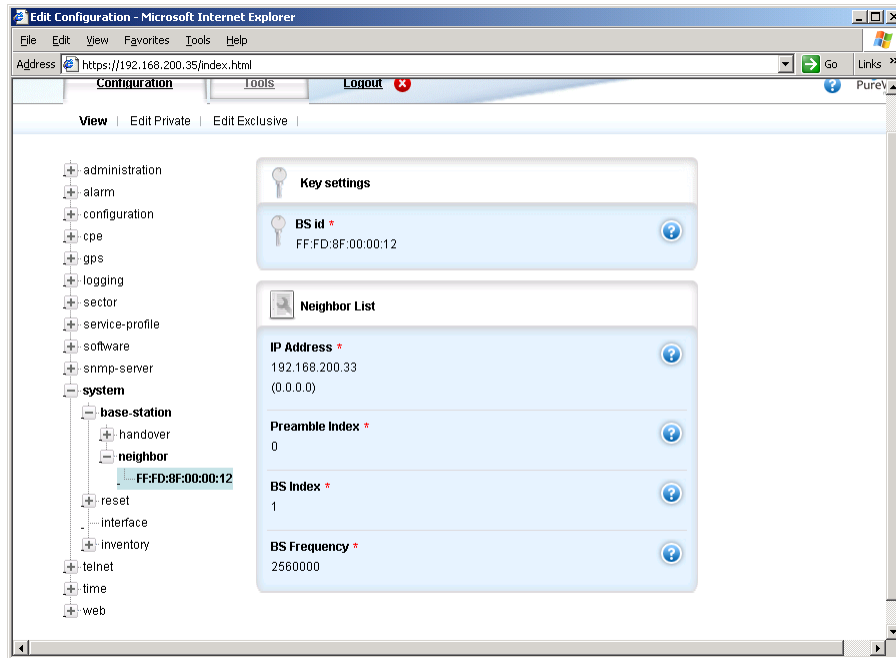 Edit Configuration - Microsoft Internet Explorer
File Edit View Favorites Tools Help
Address https://192.168.200.35/index.html Go Links »
Configuration Tools Logout
View | Edit Private | Edit Exclusive |
administration
alarm
configuration
cpe
gps
logging
sector
service-profile
software
snmp-server
system
base-station
handover
neighbor
FF:FD:8F:00:00:12
reset
interface
inventory
telnet
time
web
Key settings
BS id *
FF:FD:8F:00:00:12
Neighbor List
IP Address *
192.168.200.33
(0.0.0.0)
Preamble Index *
0
BS Index *
1
BS Frequency *
2560000